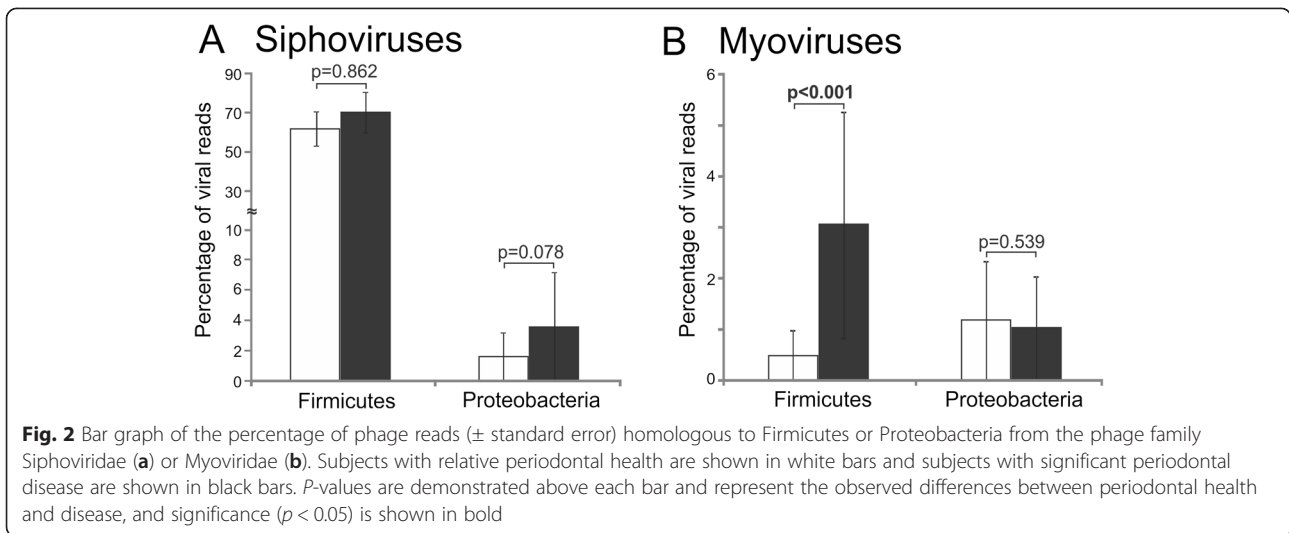 A Siphoviruses
Percentage of viral reads
90
70
50
30
≈
10
8
6
4
2
0
p=0.862
p=0.078
Firmicutes
Proteobacteria
B Myoviruses
Percentage of viral reads
6
4
2
0
p<0.001
p=0.539
Firmicutes
Proteobacteria
Fig. 2 Bar graph of the percentage of phage reads (± standard error) homologous to Firmicutes or Proteobacteria from the phage family
Siphoviridae (a) or Myoviridae (b). Subjects with relative periodontal health are shown in white bars and subjects with significant periodontal
disease are shown in black bars. P-values are demonstrated above each bar and represent the observed differences between periodontal health
and disease, and significance (p < 0.05) is shown in bold